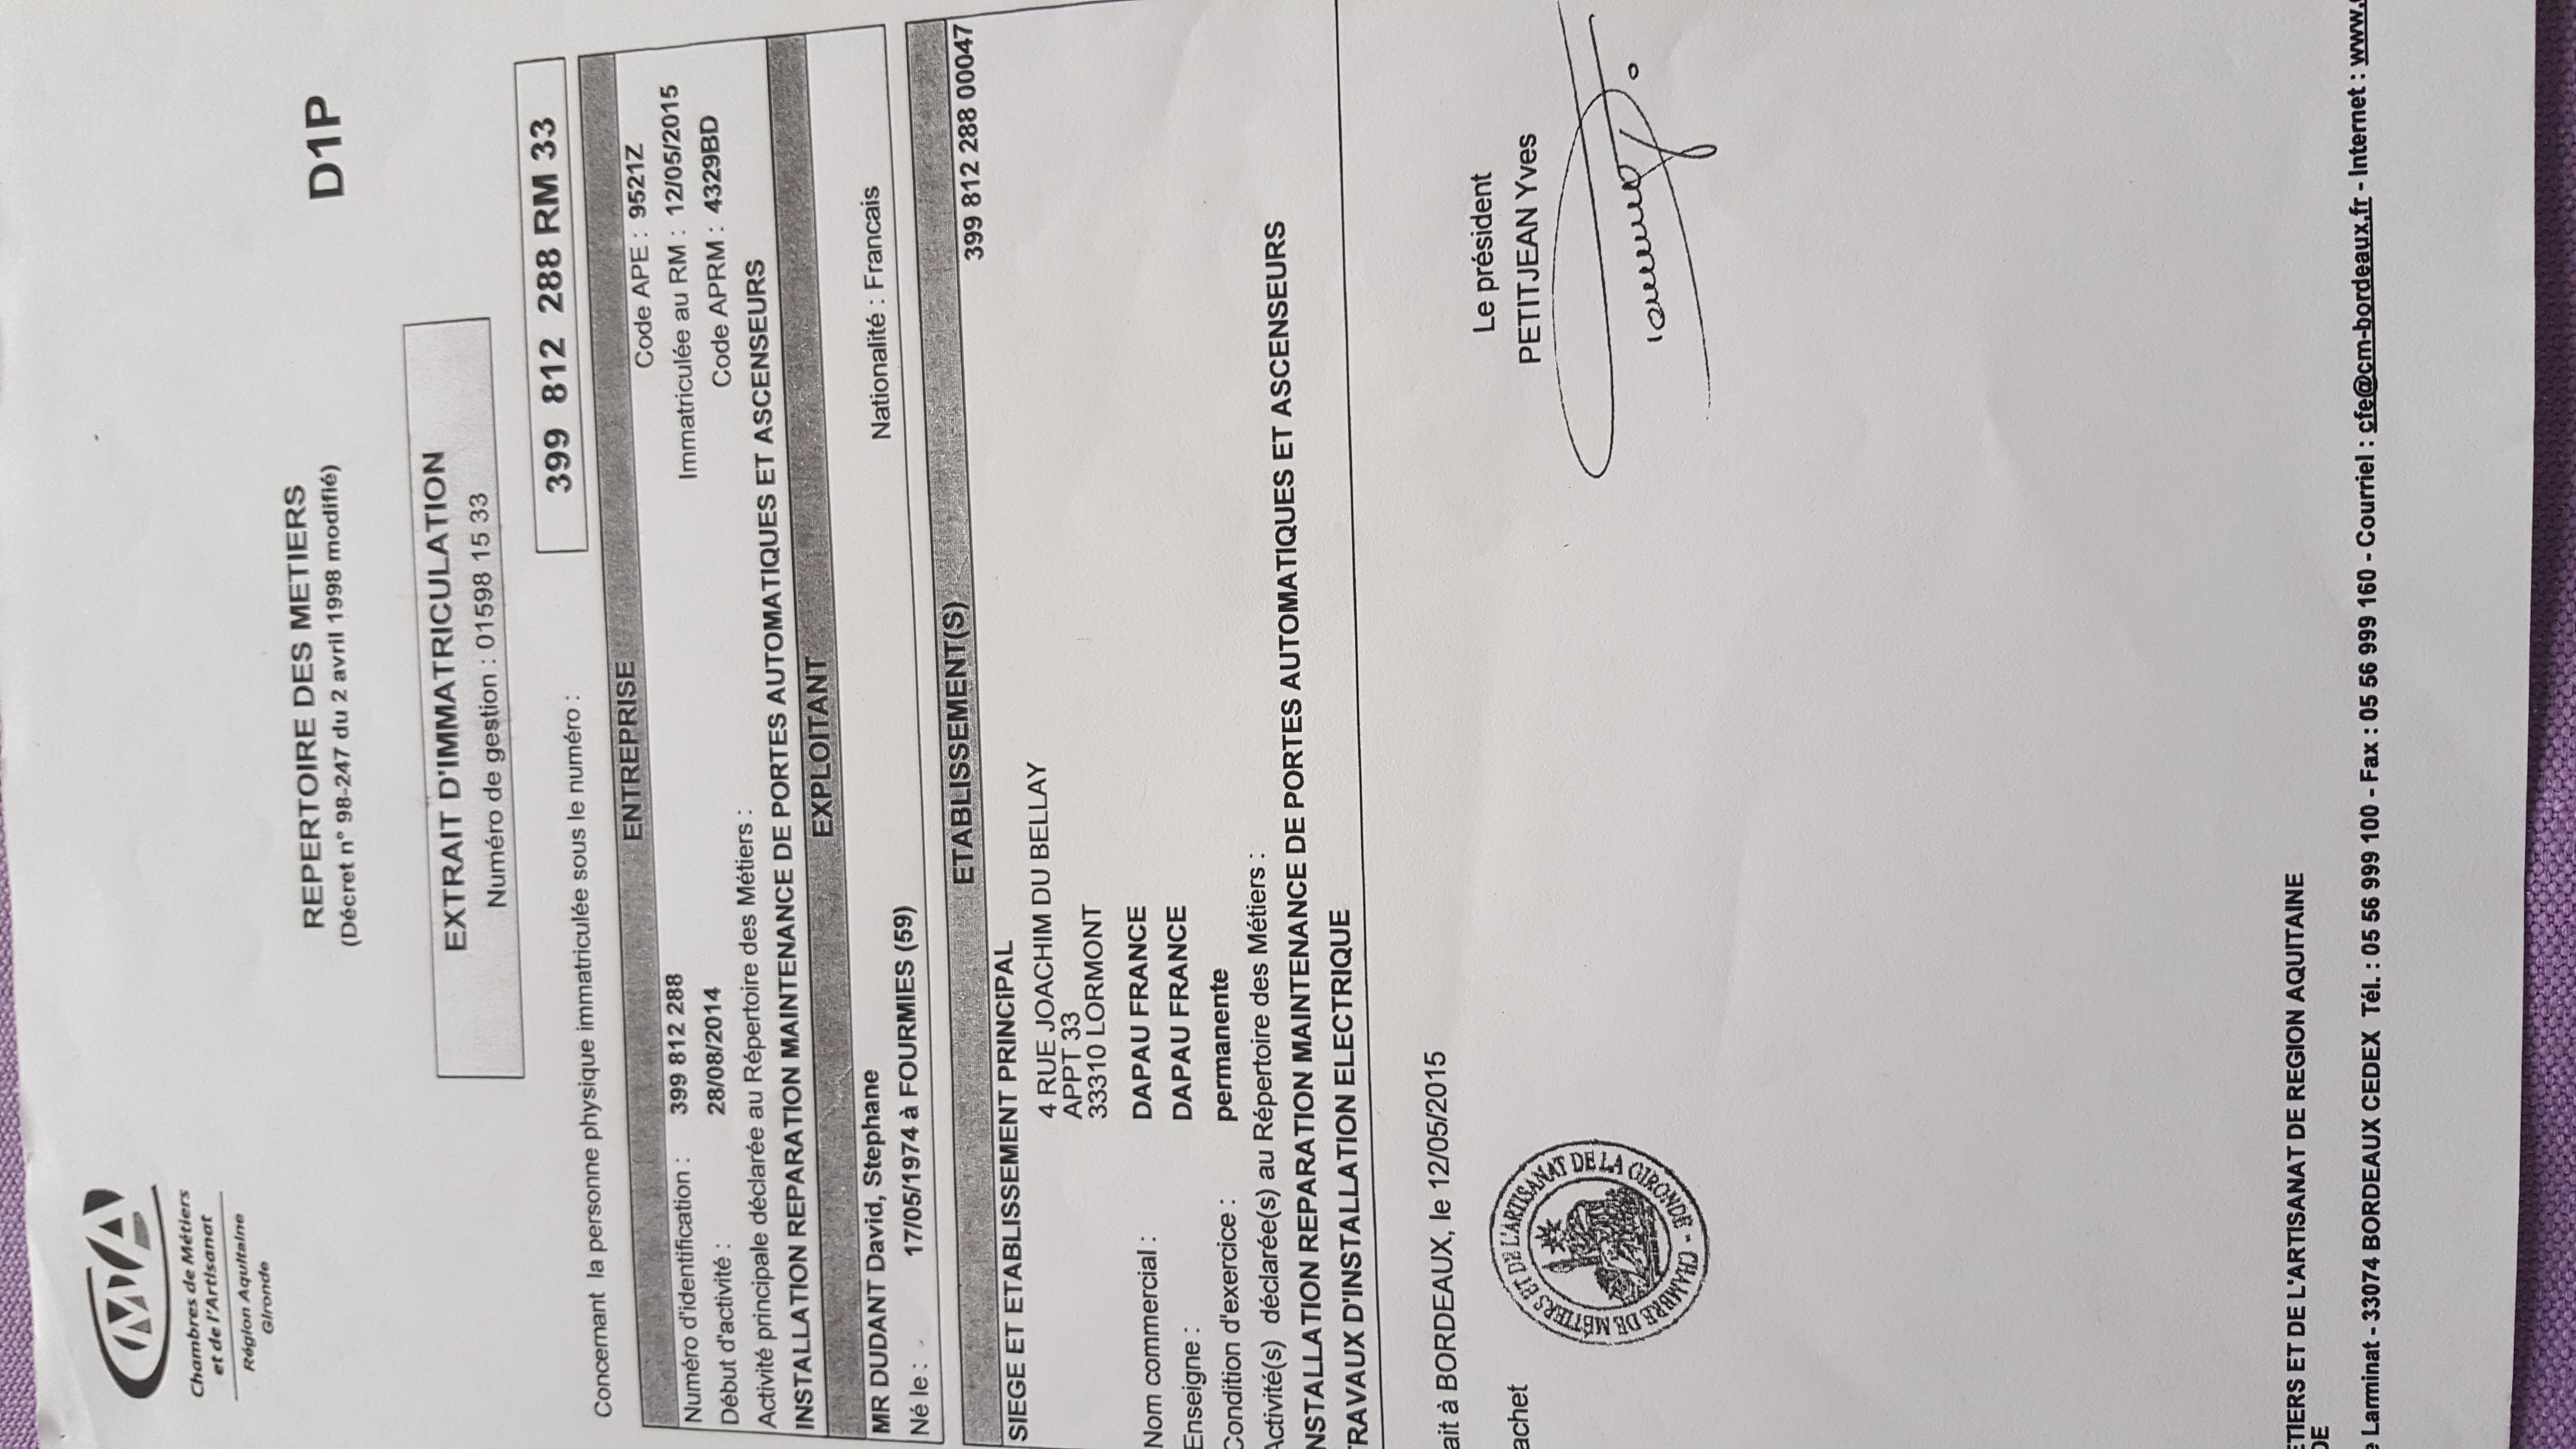 CMA
Chambres de Métiers
et de l'Artisanat
Région Aquitaine
Gironde
REPERTOIRE DES METIERS
(Décret n° 98-247 du 2 avril 1998 modifié)
D1P
EXTRAIT D'IMMATRICULATION
Numéro de gestion : 01598 15 33
Concernant la personne physique immatriculée sous le numéro :
399 812 288 RM 33
ENTREPRISE
Numéro d'identification : 399 812 288
Code APE : 9521Z
Début d'activité : 28/08/2014
Immatriculée au RM : 12/05/2015
Activité principale déclarée au Répertoire des Métiers :
Code APRM : 4329BD
INSTALLATION REPARATION MAINTENANCE DE PORTES AUTOMATIQUES ET ASCENSEURS
EXPLOITANT
MR DUDANT David, Stephane
Né le : 17/05/1974 à FOURMIES (59)
Nationalité : Francais
ETABLISSEMENT(S)
SIEGE ET ETABLISSEMENT PRINCIPAL
399 812 288 00047
4 RUE JOACHIM DU BELLAY
APPT 33
33310 LORMONT
Nom commercial : DAPAU FRANCE
Enseigne : DAPAU FRANCE
Condition d'exercice : permanente
Activité(s) déclarée(s) au Répertoire des Métiers :
NSTALLATION REPARATION MAINTENANCE DE PORTES AUTOMATIQUES ET ASCENSEURS
TRAVAUX D'INSTALLATION ELECTRIQUE
ait à BORDEAUX, le 12/05/2015
achet
CHAMBRE DE MÉTIERS ET DE L'ARTISANAT DE LA GIRONDE -
Le président
PETITJEAN Yves
ETIERS ET DE L'ARTISANAT DE REGION AQUITAINE
DE
e Larminat - 33074 BORDEAUX CEDEX Tél. : 05 56 999 100 - Fax : 05 56 999 160 - Courriel : cfe@cm-bordeaux.fr - Internet : www.